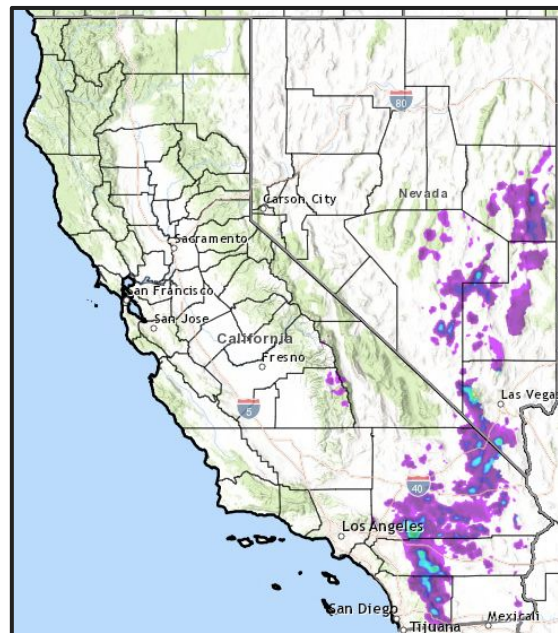 80
Carson City
Nevada
Sacramento
San Francisco
San Jose
California
Fresno
5
Las Vegas
40
Los Angeles
San Diego
Tijuana
Mexicali